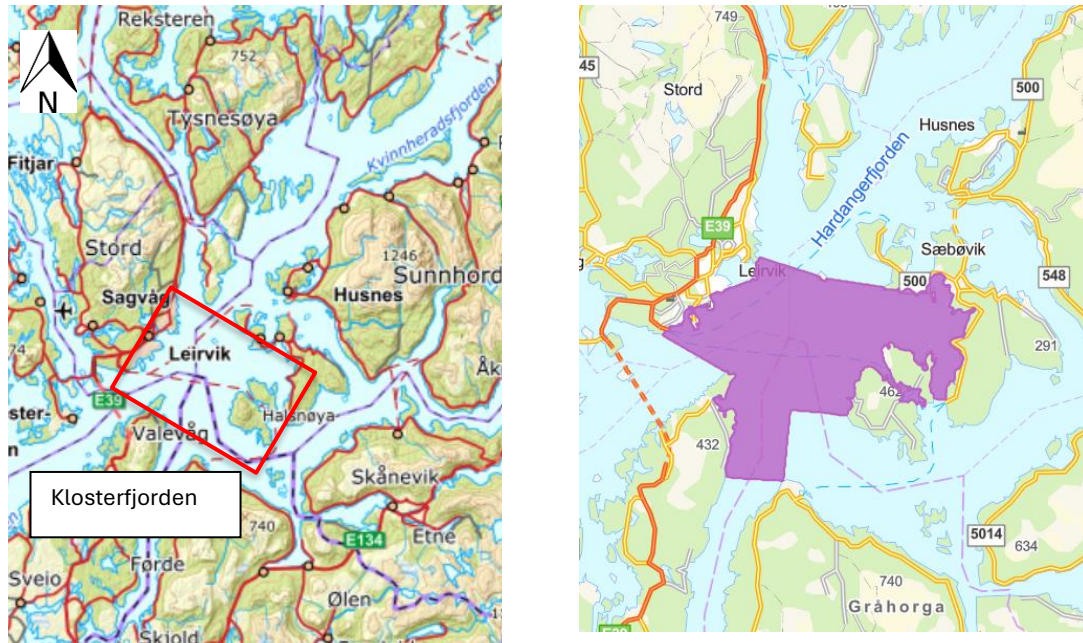 Reksteren
752
N
Tysnesøya
Kvinnheradsfjorden
Fitjar
Stord
1246
Sunnhord
Sagvåg
Husnes
74
Leirvik
Åk
E39
Halsnøya
Valevåg
Skånevik
Klosterfjorden
740
Etne
E134
Førde
Sveio
Ølen
Skjold
749
45
Stord
500
Husnes
Hardangerfjorden
E39
Sæbøvik
Leirvik
500
548
291
462
432
5014
634
740
Gråhorga
E39